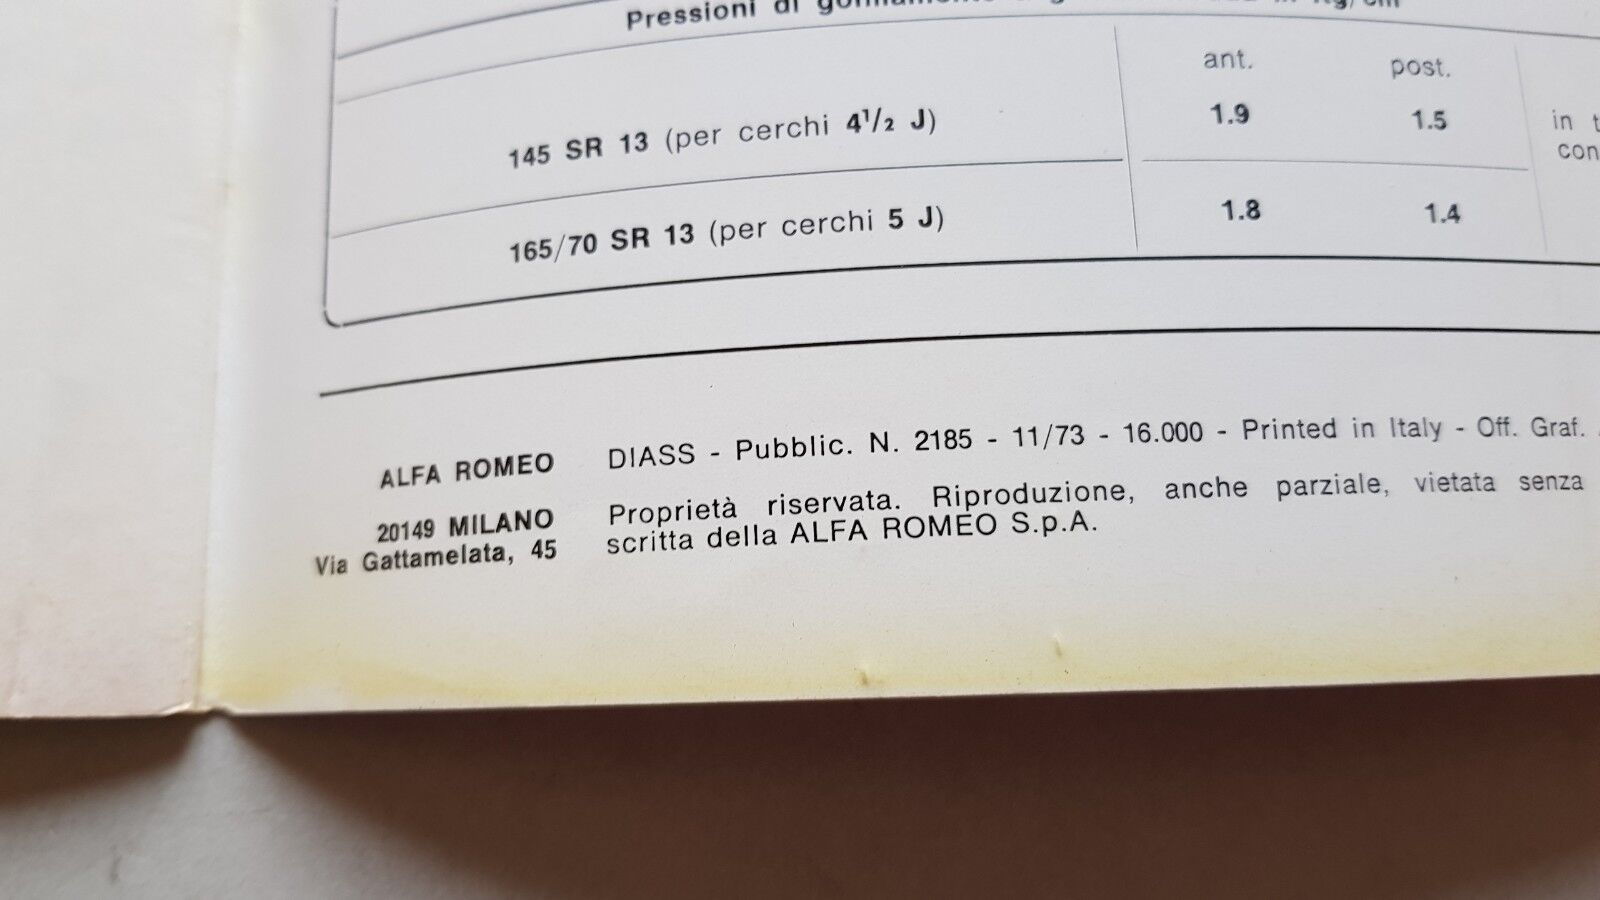 Pressioni di
ant. post.
145 SR 13 (per cerchi 4¹/₂ J) 1.9 1.5
in
165/70 SR 13 (per cerchi 5 J) 1.8 1.4
ALFA ROMEO
20149 MILANO
Via Gattamelata, 45
DIASS - Pubblic. N. 2185 - 11/73 - 16.000 - Printed in Italy - Off. Graf.
Proprietà riservata. Riproduzione, anche parziale, vietata senza
scritta della ALFA ROMEO S.p.A.